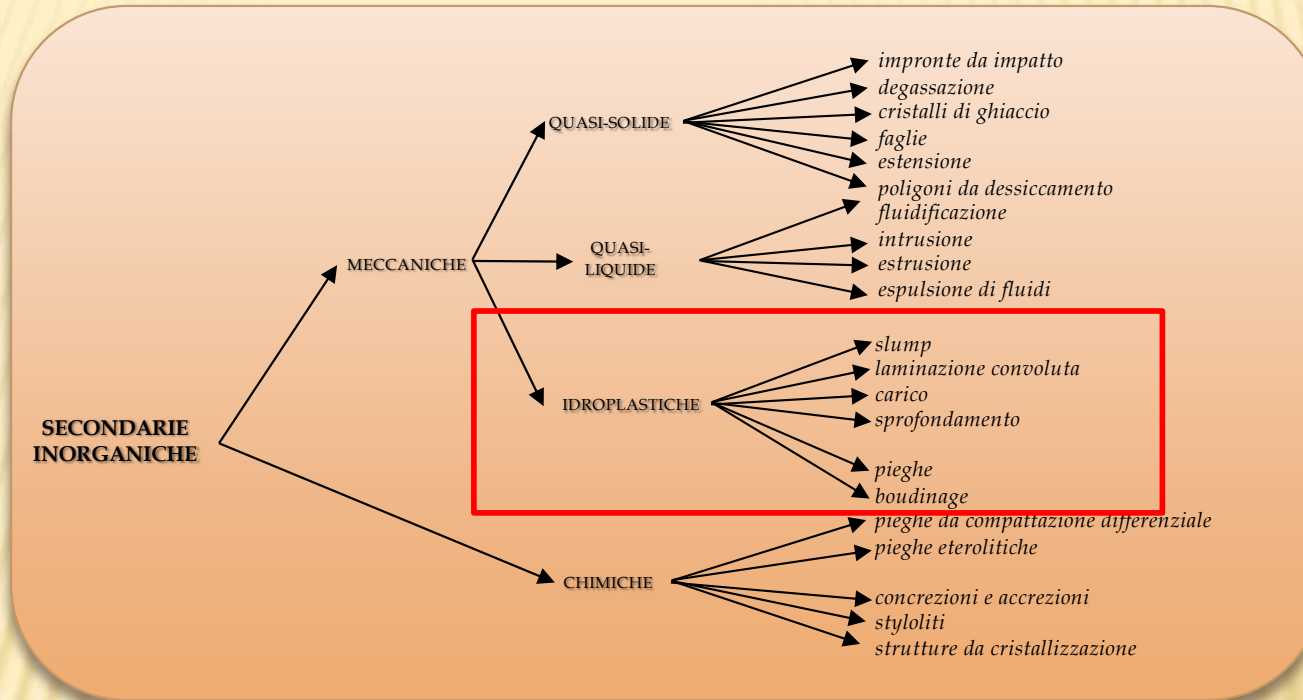 impronte da impatto
degassazione
cristalli di ghiaccio
QUASI-SOLIDE
faglie
estensione
poligoni da dessiccamento
fluidificazione
QUASI-
LIQUIDE
intrusione
estrusione
espulsione di fluidi
MECCANICHE
slump
laminazione convoluta
carico
IDROPLASTICHE
sprofondamento
pieghe
boudinage
SECONDARIE
INORGANICHE
pieghe da compattazione differenziale
pieghe eterolitiche
CHIMICHE
concrezioni e accrezioni
styloliti
strutture da cristallizzazione